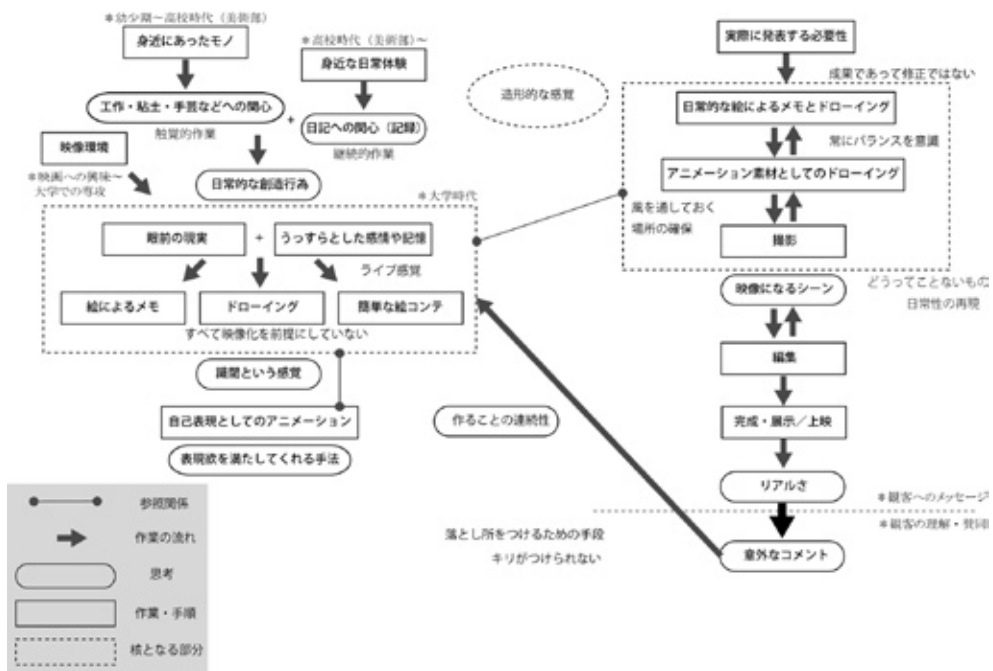 ＊幼少期～高校時代（美術部）
身近にあったモノ
＊高校時代（美術部）～
身近な日常体験
工作・粘土・手芸などへの関心
触覚的作業
+
日記への関心（記録）
継続的作業
映像環境
＊映画への興味～
大学での専攻
日常的な創造行為
＊大学時代
眼前の現実
+
うっすらとした感情や記憶
ライブ感覚
絵によるメモ
ドローイング
簡単な絵コンテ
すべて映像化を前提にしていない
という感覚
自己表現としてのアニメーション
表現欲を満たしてくれる手法
造形的な感覚
作ることの連続性
実際に発表する必要性
成果であって修正ではない
日常的な絵によるメモとドローイング
常にバランスを意識
アニメーション素材としてのドローイング
風を通しておく
場所の確保
撮影
映像になるシーン
どうってことないもの
日常性の再現
編集
完成・展示／上映
リアルさ
＊観客へのメッセージ
＊観客の理解・賛同
意外なコメント
落とし所をつけるための手段
キリがつけられない
参照関係
作業の流れ
思考
作業・手順
核となる部分